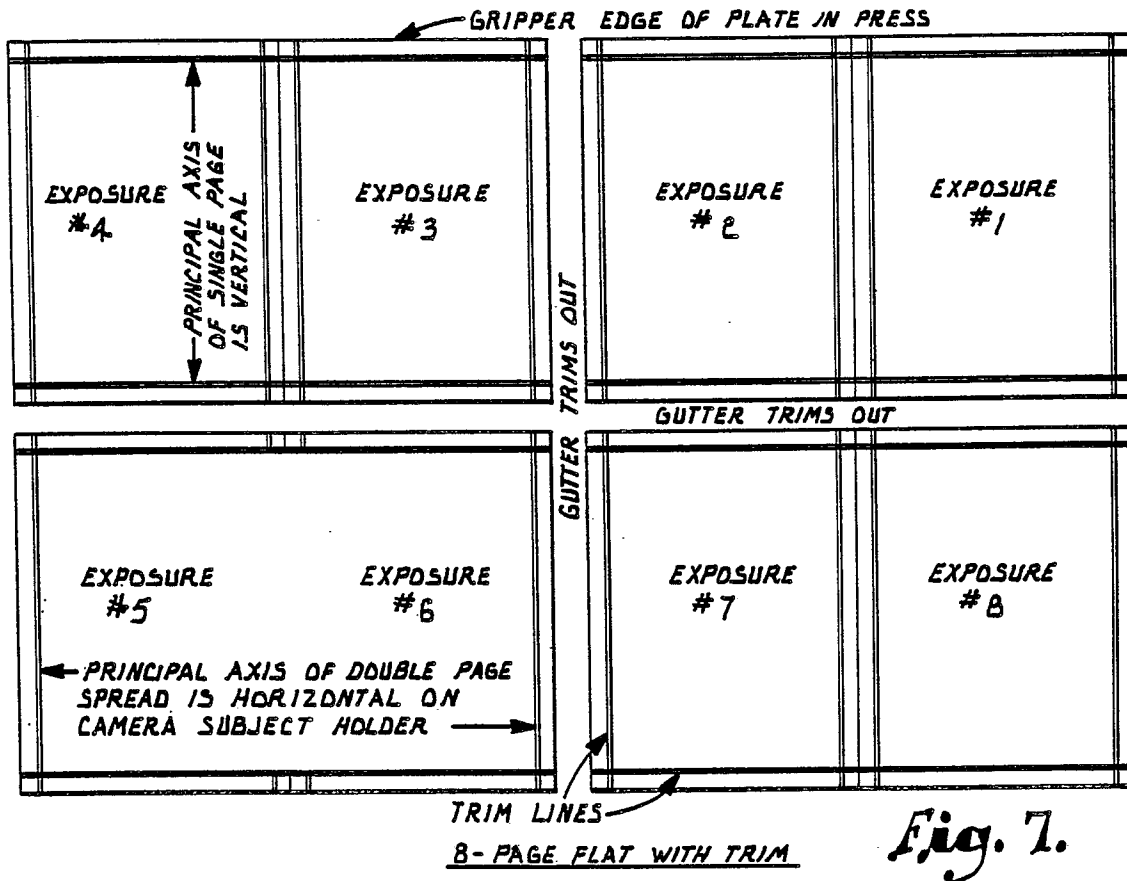 GRIPPER EDGE OF PLATE IN PRESS
EXPOSURE
#4
PRINCIPAL AXIS
OF SINGLE PAGE
IS VERTICAL
EXPOSURE
#3
EXPOSURE
#2
EXPOSURE
#1
GUTTER TRIMS OUT
GUTTER TRIMS OUT
EXPOSURE
#5
EXPOSURE
#6
EXPOSURE
#7
EXPOSURE
#8
PRINCIPAL AXIS OF DOUBLE PAGE
SPREAD IS HORIZONTAL ON
CAMERA SUBJECT HOLDER
TRIM LINES
8-PAGE FLAT WITH TRIM
Fig. 7.